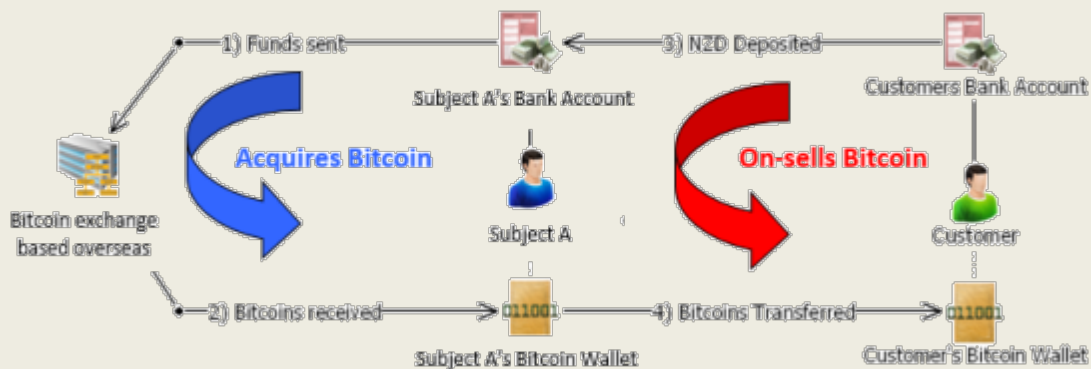 1) Funds sent
3) NZD Deposited
Subject A's Bank Account
Customers Bank Account
Acquires Bitcoin
On-sells Bitcoin
Bitcoin exchange
based overseas
Subject A
Customer
2) Bitcoins received
011001
4) Bitcoins Transferred
011001
Subject A's Bitcoin Wallet
Customer's Bitcoin Wallet